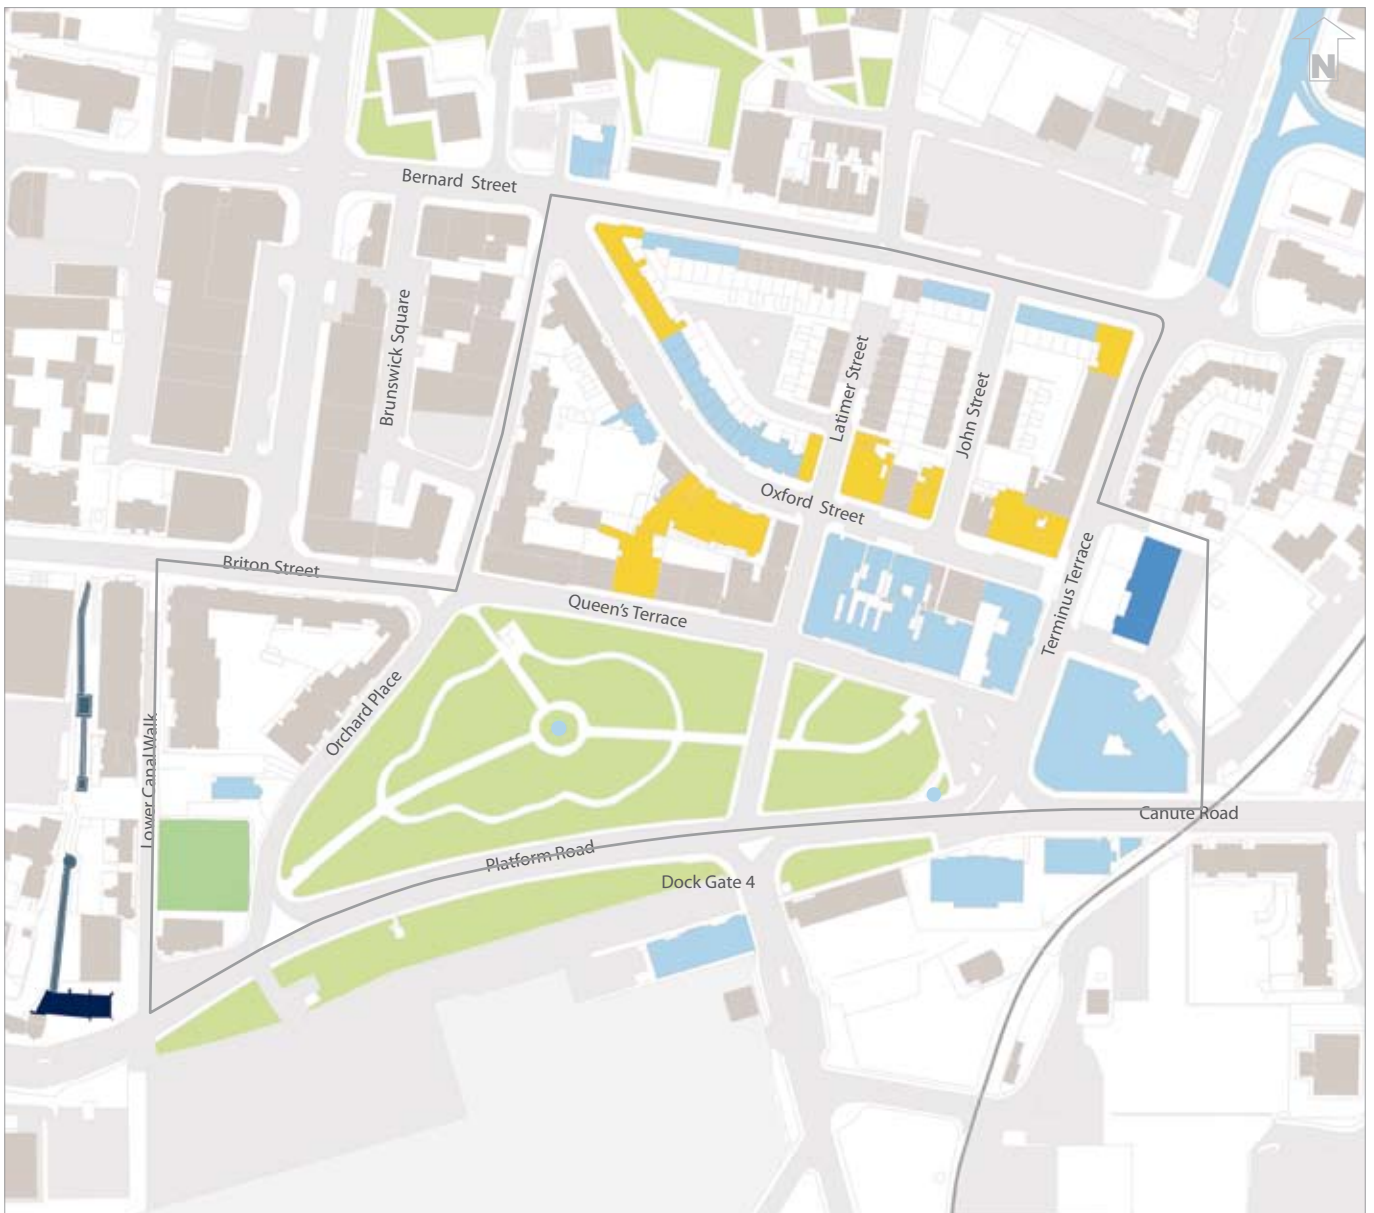 N
Bernard Street
Brunswick Square
Latimer Street
John Street
Oxford Street
Briton Street
Queen's Terrace
Terminus Terrace
Orchard Place
Lower Canal Walk
Canute Road
Platform Road
Dock Gate 4